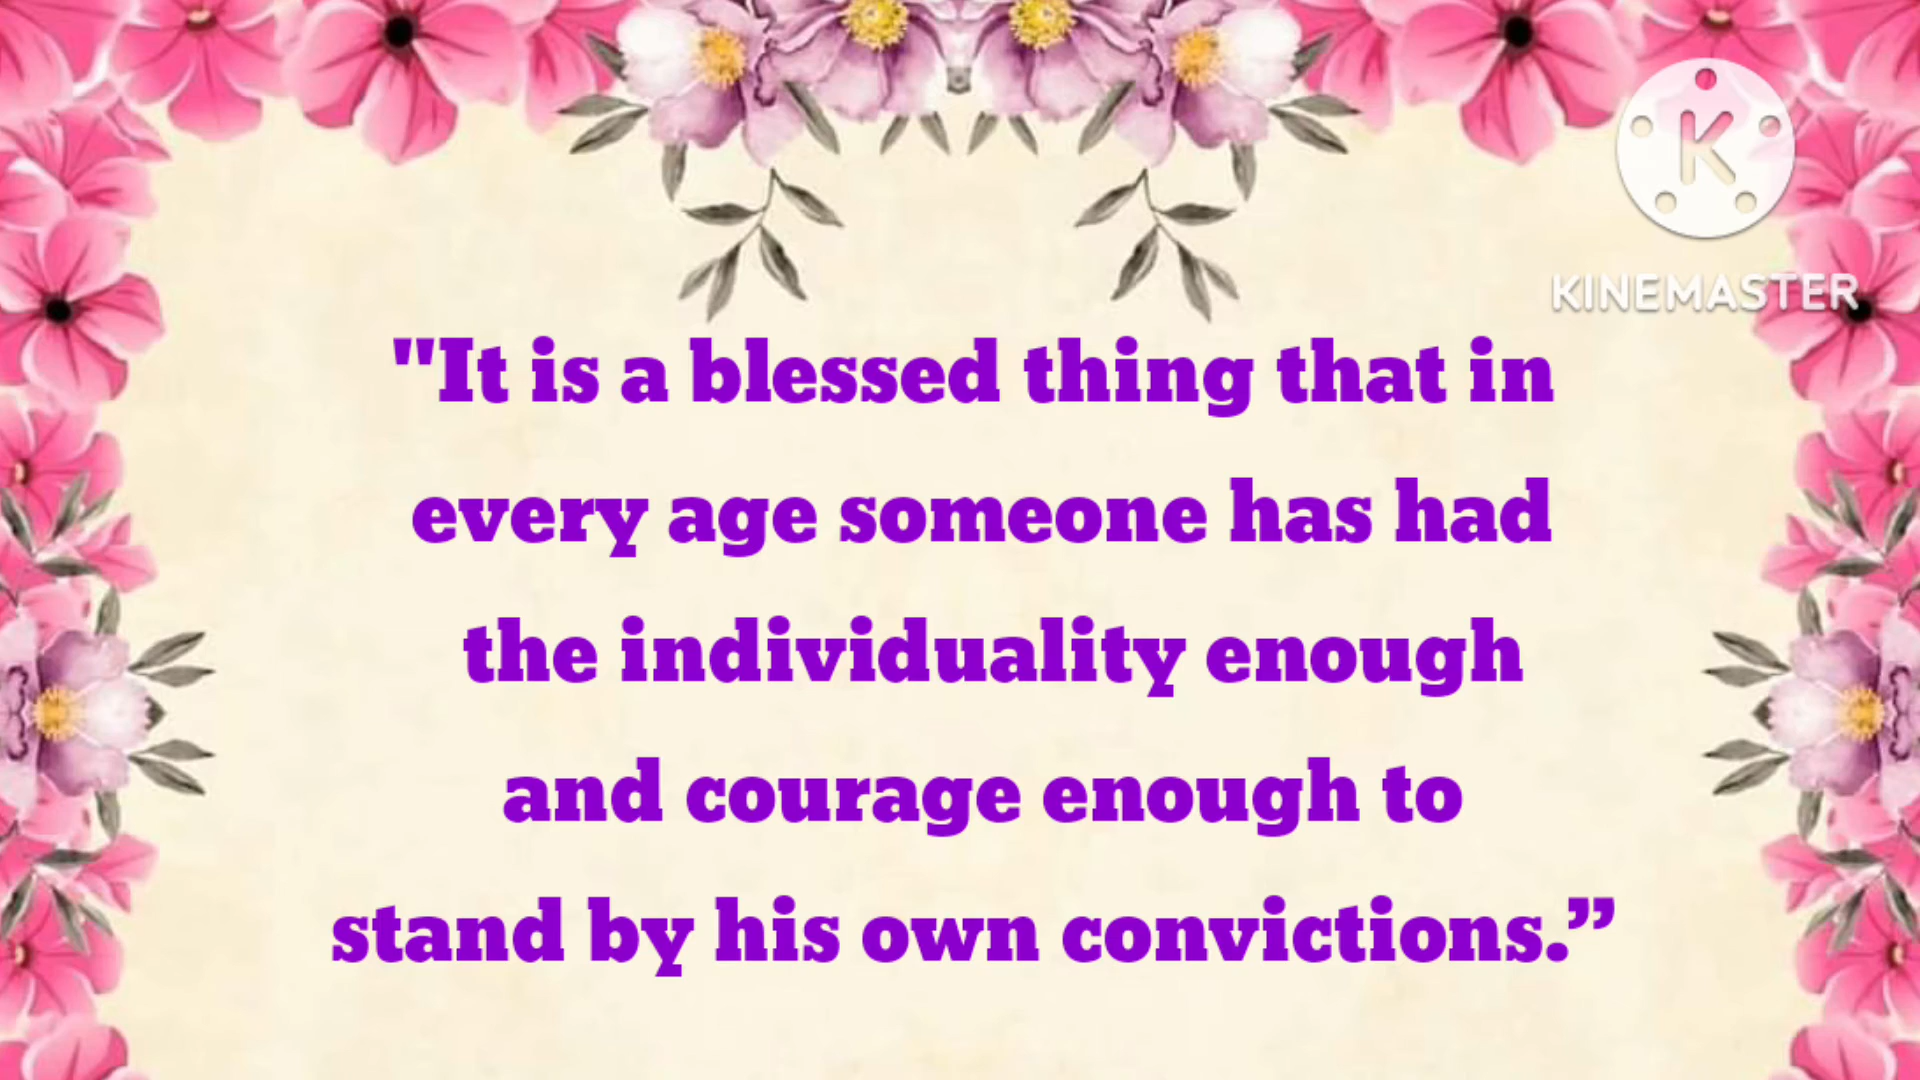 K
KINEMASTER
"It is a blessed thing that in
every age someone has had
the individuality enough
and courage enough to
stand by his own convictions.”